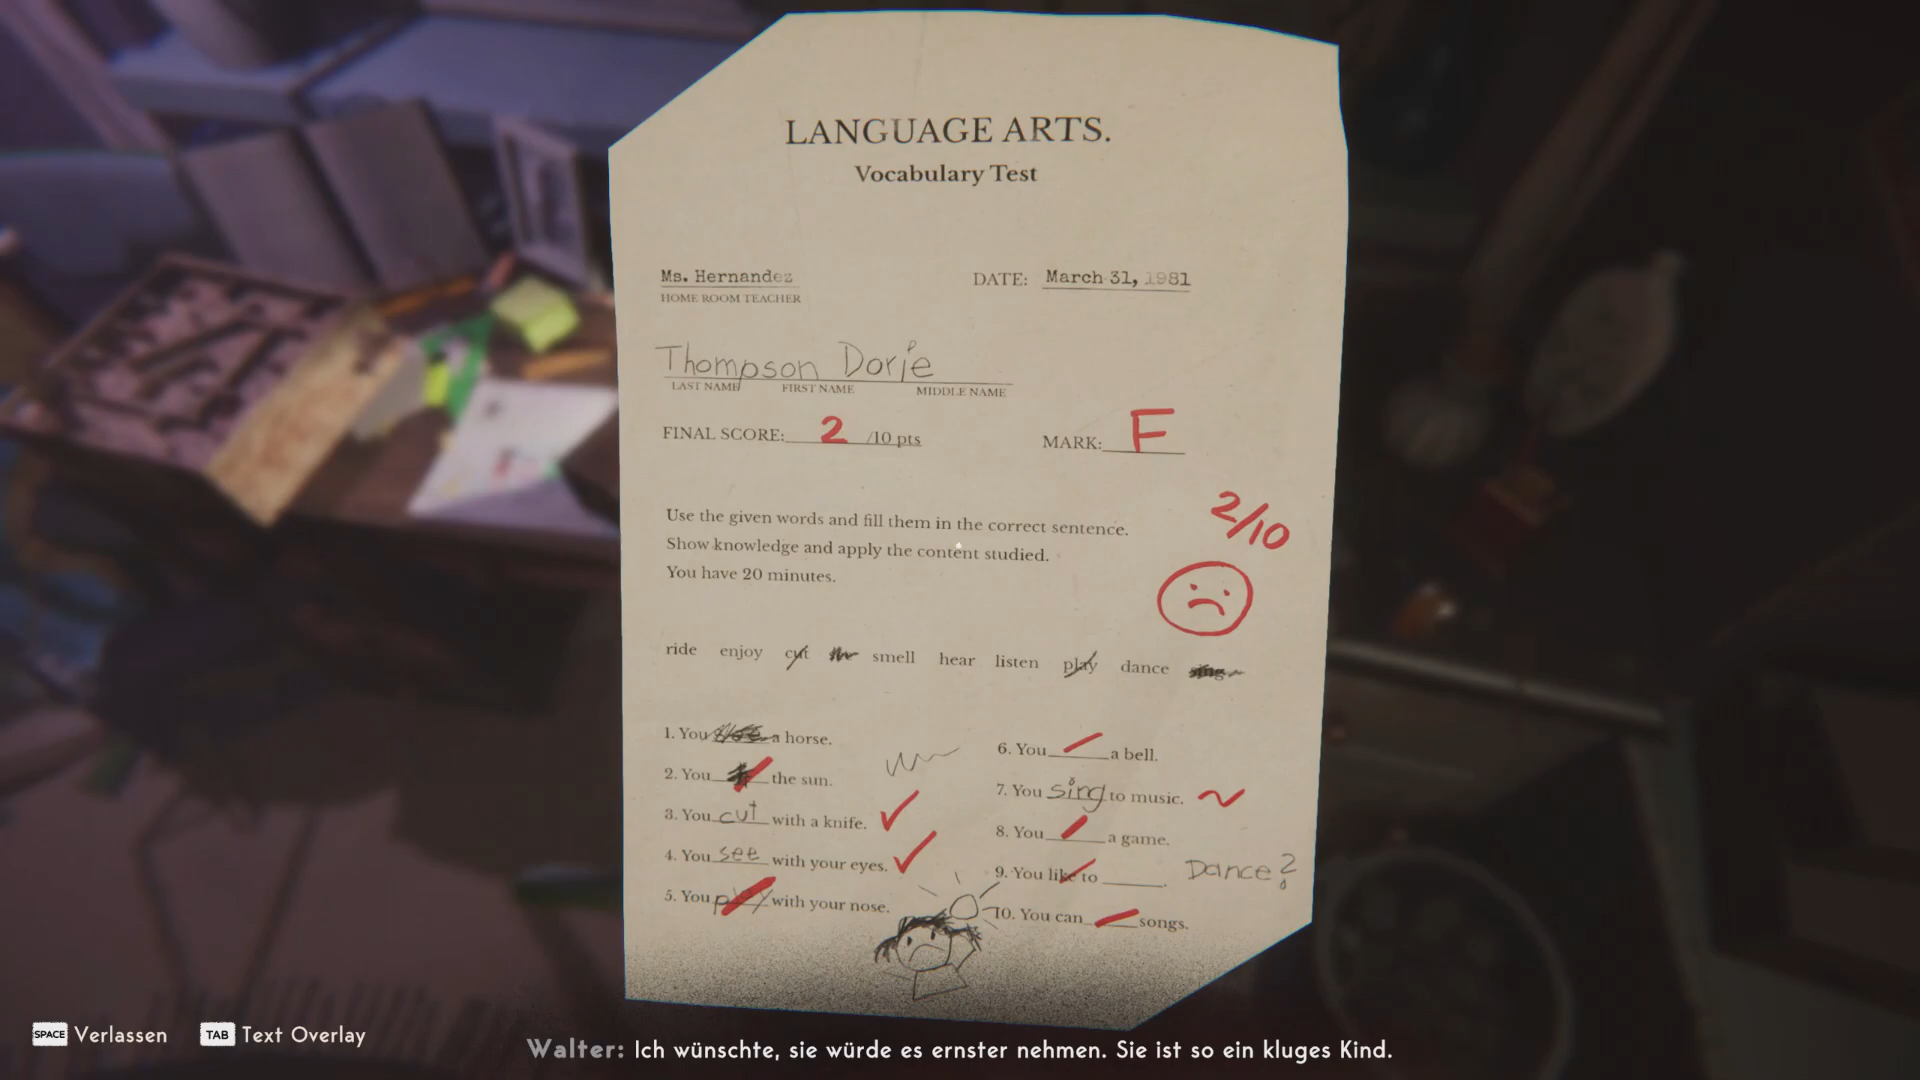 LANGUAGE ARTS.
Vocabulary Test
Ms. Hernandez
HOME ROOM TEACHER
DATE: March 31, 1981
Thompson Dorie
LAST NAME FIRST NAME MIDDLE NAME
FINAL SCORE: 2 /10 pts
MARK: F
2/10
Use the given words and fill them in the correct sentence.
Show knowledge and apply the content studied.
You have 20 minutes.
ride enjoy cut smell hear listen play dance
1. You a horse.
2. You the sun.
3. You cut with a knife.
4. You see with your eyes.
5. You play with your nose.
6. You a bell.
7. You sing to music.
8. You a game.
9. You like to . Dance?
10. You can songs.
SPACE Verlassen TAB Text Overlay
Walter: Ich wünschte, sie würde es ernster nehmen. Sie ist so ein kluges Kind.